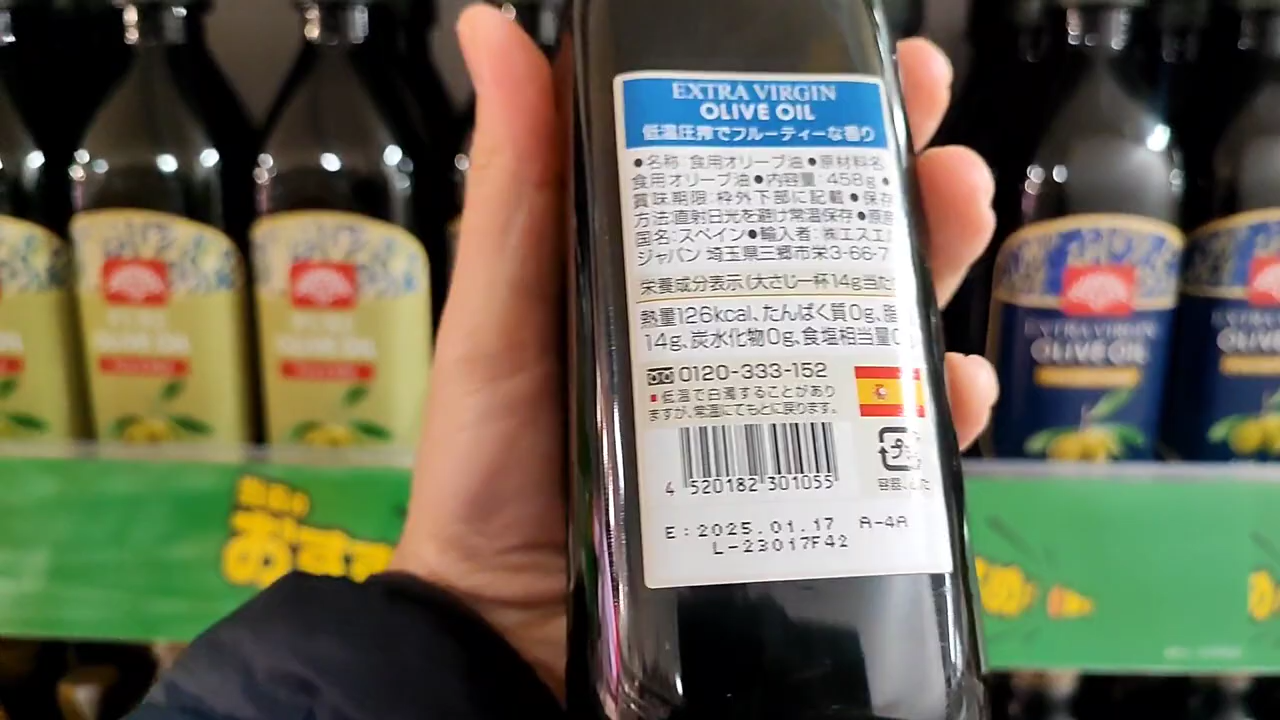 EXTRA VIRGIN
OLIVE OIL
低温圧搾でフルーティーな香り
●名称:食用オリーブ油●原材料名
食用オリーブ油●内容量:458g●
賞味期限:枠外下部に記載●保存
方法:直射日光を避け常温保存●原産
国名:スペイン●輸入者:㈱エスエ
ジャパン 埼玉県三郷市栄3-66-7
栄養成分表示(大さじ一杯14g当た
熱量126kcal、たんぱく質0g、脂
14g、炭水化物0g、食塩相当量0
0120-333-152
■低温で白濁することがあり
ますが、常温にてもとに戻ります。
4 520182 301055
プラ
E:2025.01.17 A-4A
L-23017F42
EXTRA VIRGIN
OLIVE OIL
OLIVE OIL